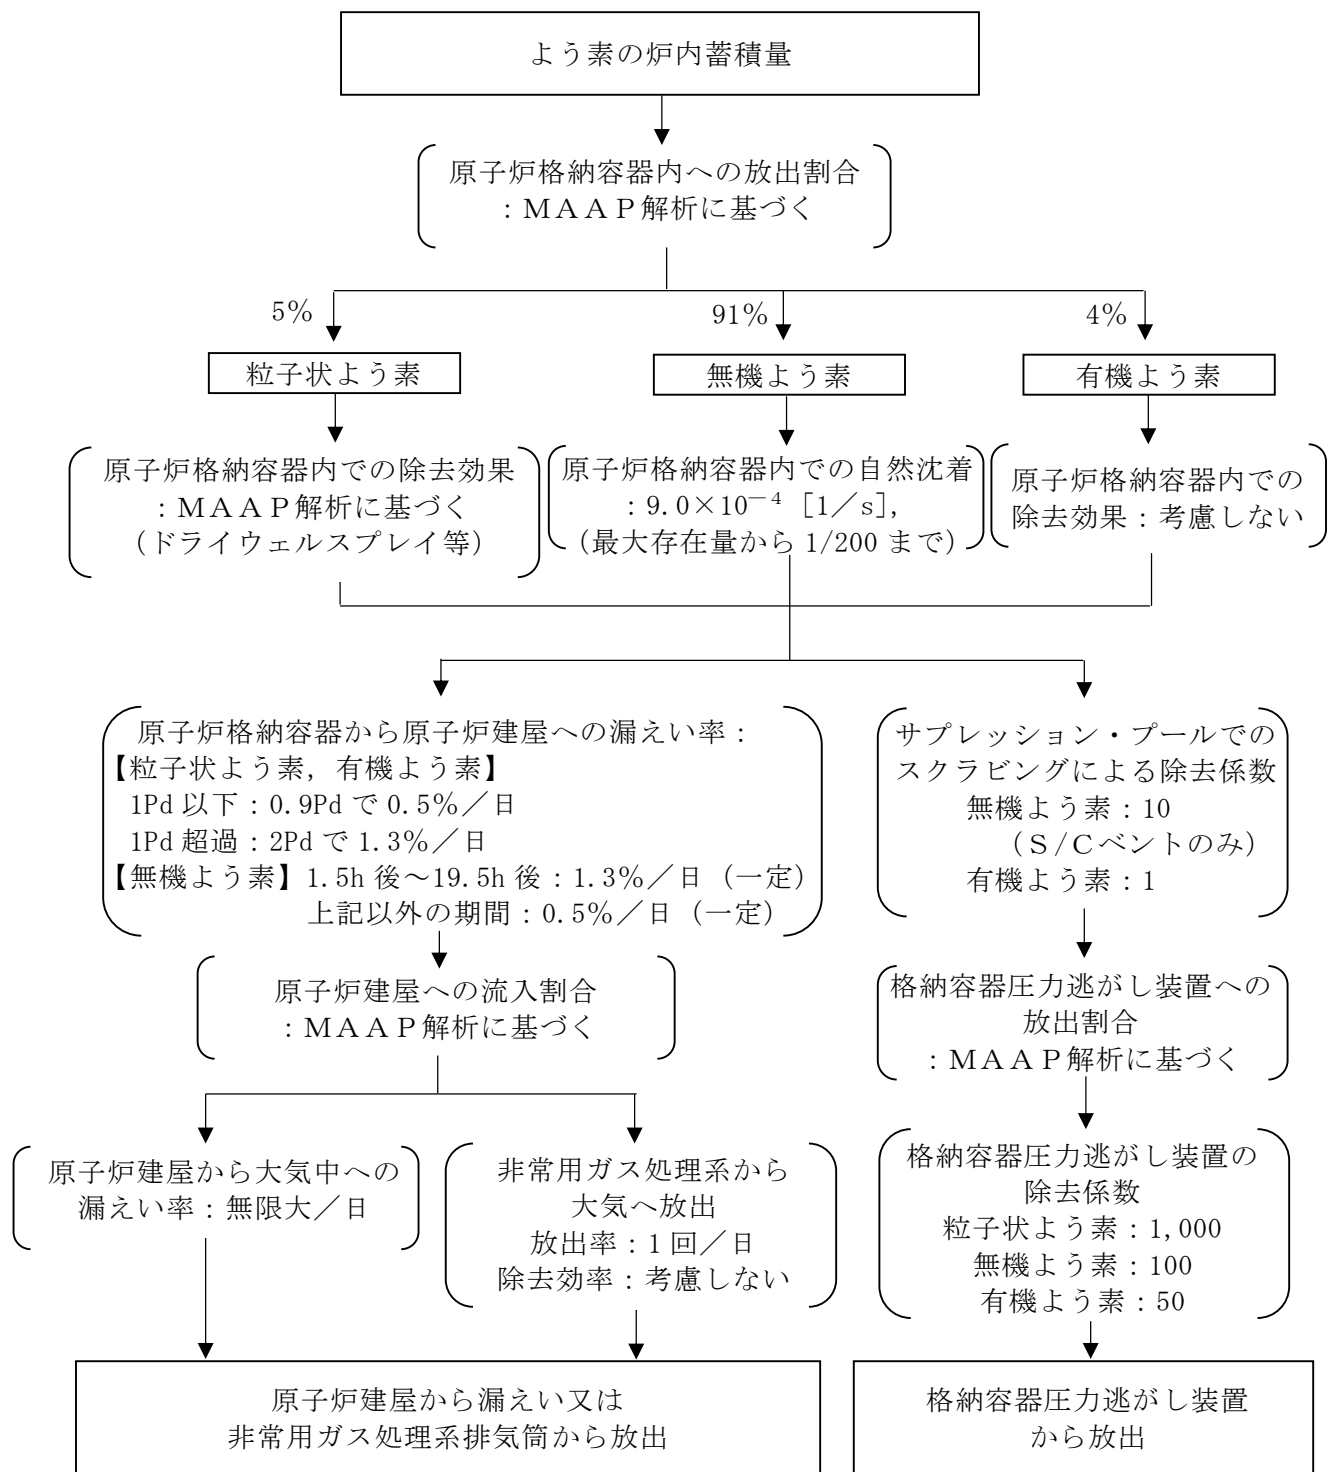 よう素の炉内蓄積量
原子炉格納容器内への放出割合
：ＭＡＡＰ解析に基づく
5%
91%
4%
粒子状よう素
無機よう素
有機よう素
原子炉格納容器内での除去効果
：ＭＡＡＰ解析に基づく
（ドライウェルスプレイ等）
原子炉格納容器内での自然沈着
：9.0×10⁻⁴［1／s］，
（最大存在量から 1/200 まで）
原子炉格納容器内での
除去効果：考慮しない
原子炉格納容器から原子炉建屋への漏えい率：
【粒子状よう素，有機よう素】
1Pd 以下：0.9Pd で 0.5％／日
1Pd 超過：2Pd で 1.3％／日
【無機よう素】1.5h 後～19.5h 後：1.3％／日（一定）
上記以外の期間：0.5％／日（一定）
原子炉建屋への流入割合
：ＭＡＡＰ解析に基づく
原子炉建屋から大気中への
漏えい率：無限大／日
非常用ガス処理系から
大気へ放出
放出率：1 回／日
除去効率：考慮しない
原子炉建屋から漏えい又は
非常用ガス処理系排気筒から放出
サプレッション・プールでの
スクラビングによる除去係数
無機よう素：10
（Ｓ/Ｃベントのみ）
有機よう素：1
格納容器圧力逃がし装置への
放出割合
：ＭＡＡＰ解析に基づく
格納容器圧力逃がし装置の
除去係数
粒子状よう素：1,000
無機よう素：100
有機よう素：50
格納容器圧力逃がし装置
から放出